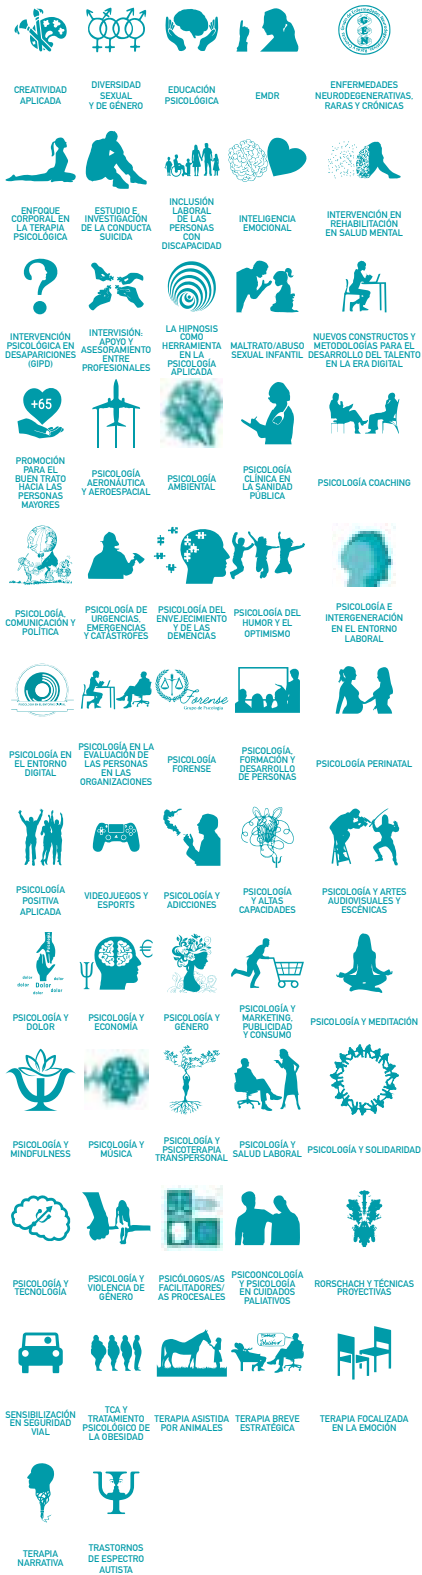 CREATIVIDAD
APLICADA
DIVERSIDAD
SEXUAL
Y DE GÉNERO
EDUCACIÓN
PSICOLÓGICA
EMDR
GEN
ENFERMEDADES
NEURODEGENERATIVAS,
RARAS Y CRÓNICAS
ENFOQUE
CORPORAL EN
LA TERAPIA
PSICOLÓGICA
ESTUDIO E
INVESTIGACIÓN
DE LA CONDUCTA
SUICIDA
INCLUSIÓN
LABORAL
DE LAS
PERSONAS
CON
DISCAPACIDAD
INTELIGENCIA
EMOCIONAL
INTERVENCIÓN EN
REHABILITACIÓN
EN SALUD MENTAL
INTERVENCIÓN
PSICOLÓGICA EN
DESAPARICIONES
(GIPD)
INTERVISIÓN:
APOYO Y
ASESORAMIENTO
ENTRE
PROFESIONALES
LA HIPNOSIS
COMO
HERRAMIENTA
EN LA
PSICOLOGÍA
APLICADA
MALTRATO/ABUSO
SEXUAL INFANTIL
NUEVOS CONSTRUCTOS Y
METODOLOGÍAS PARA EL
DESARROLLO DEL TALENTO
EN LA ERA DIGITAL
+65
PROMOCIÓN
PARA EL
BUEN TRATO
HACIA LAS
PERSONAS
MAYORES
PSICOLOGÍA
AERONÁUTICA
Y AEROESPACIAL
PSICOLOGÍA
AMBIENTAL
PSICOLOGÍA
CLÍNICA EN
LA SANIDAD
PÚBLICA
PSICOLOGÍA COACHING
PSICOLOGÍA,
COMUNICACIÓN Y
POLÍTICA
PSICOLOGÍA DE
URGENCIAS,
EMERGENCIAS
Y CATÁSTROFES
PSICOLOGÍA DEL
ENVEJECIMIENTO
Y DE LAS
DEMENCIAS
PSICOLOGÍA DEL
HUMOR Y EL
OPTIMISMO
PSICOLOGÍA E
INTERGENERACIÓN
EN EL ENTORNO
LABORAL
PSICOLOGÍA EN
EL ENTORNO
DIGITAL
PSICOLOGÍA EN LA
EVALUACIÓN DE
LAS PERSONAS
EN LAS
ORGANIZACIONES
Forense
Grupo de Psicología
PSICOLOGÍA
FORENSE
PSICOLOGÍA,
FORMACIÓN Y
DESARROLLO
DE PERSONAS
PSICOLOGÍA PERINATAL
PSICOLOGÍA
POSITIVA
APLICADA
VIDEOJUEGOS Y
ESPORTS
PSICOLOGÍA Y
ADICCIONES
PSICOLOGÍA
Y ALTAS
CAPACIDADES
PSICOLOGÍA Y ARTES
AUDIOVISUALES Y
ESCÉNICAS
dolor
dolor
dolor
Dolor
dolor
dolor
PSICOLOGÍA Y
DOLOR
Ψ
€
PSICOLOGÍA Y
ECONOMÍA
PSICOLOGÍA Y
GÉNERO
PSICOLOGÍA Y
MARKETING,
PUBLICIDAD
Y CONSUMO
PSICOLOGÍA Y MEDITACIÓN
PSICOLOGÍA Y
MINDFULNESS
PSICOLOGÍA Y
MÚSICA
PSICOLOGÍA Y
PSICOTERAPIA
TRANSPERSONAL
PSICOLOGÍA Y
SALUD LABORAL
PSICOLOGÍA Y SOLIDARIDAD
PSICOLOGÍA Y
TECNOLOGÍA
PSICOLOGÍA Y
VIOLENCIA DE
GÉNERO
PSICÓLOGOS/AS
FACILITADORES/
AS PROCESALES
PSICOONCOLOGÍA
Y PSICOLOGÍA
EN CUIDADOS
PALIATIVOS
RORSCHACH Y TÉCNICAS
PROYECTIVAS
SENSIBILIZACIÓN
EN SEGURIDAD
VIAL
TCA Y
TRATAMIENTO
PSICOLÓGICO DE
LA OBESIDAD
TERAPIA ASISTIDA
POR ANIMALES
TERAPIA BREVE
ESTRATÉGICA
TERAPIA FOCALIZADA
EN LA EMOCIÓN
TERAPIA
NARRATIVA
TRASTORNOS
DE ESPECTRO
AUTISTA